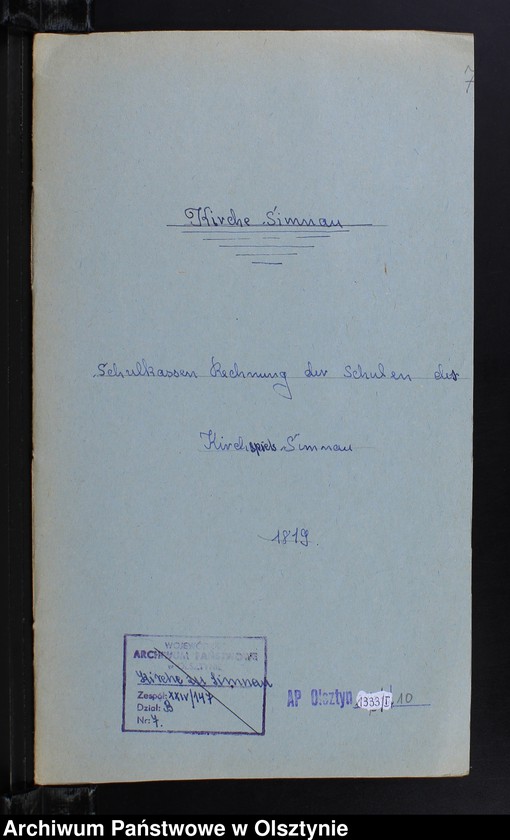 7
Kirche Simnau
Schulkassen Rechnung der Schulen des
Kirchspiels Simnau
1819.
ARCHIWUM PAŃSTWOWE
Kirche zu Simnau
Zespół: XXIV/147
Dział: B
Nr: 7.
AP Olsztyn 1333/I 10
Archiwum Państwowe w Olsztynie